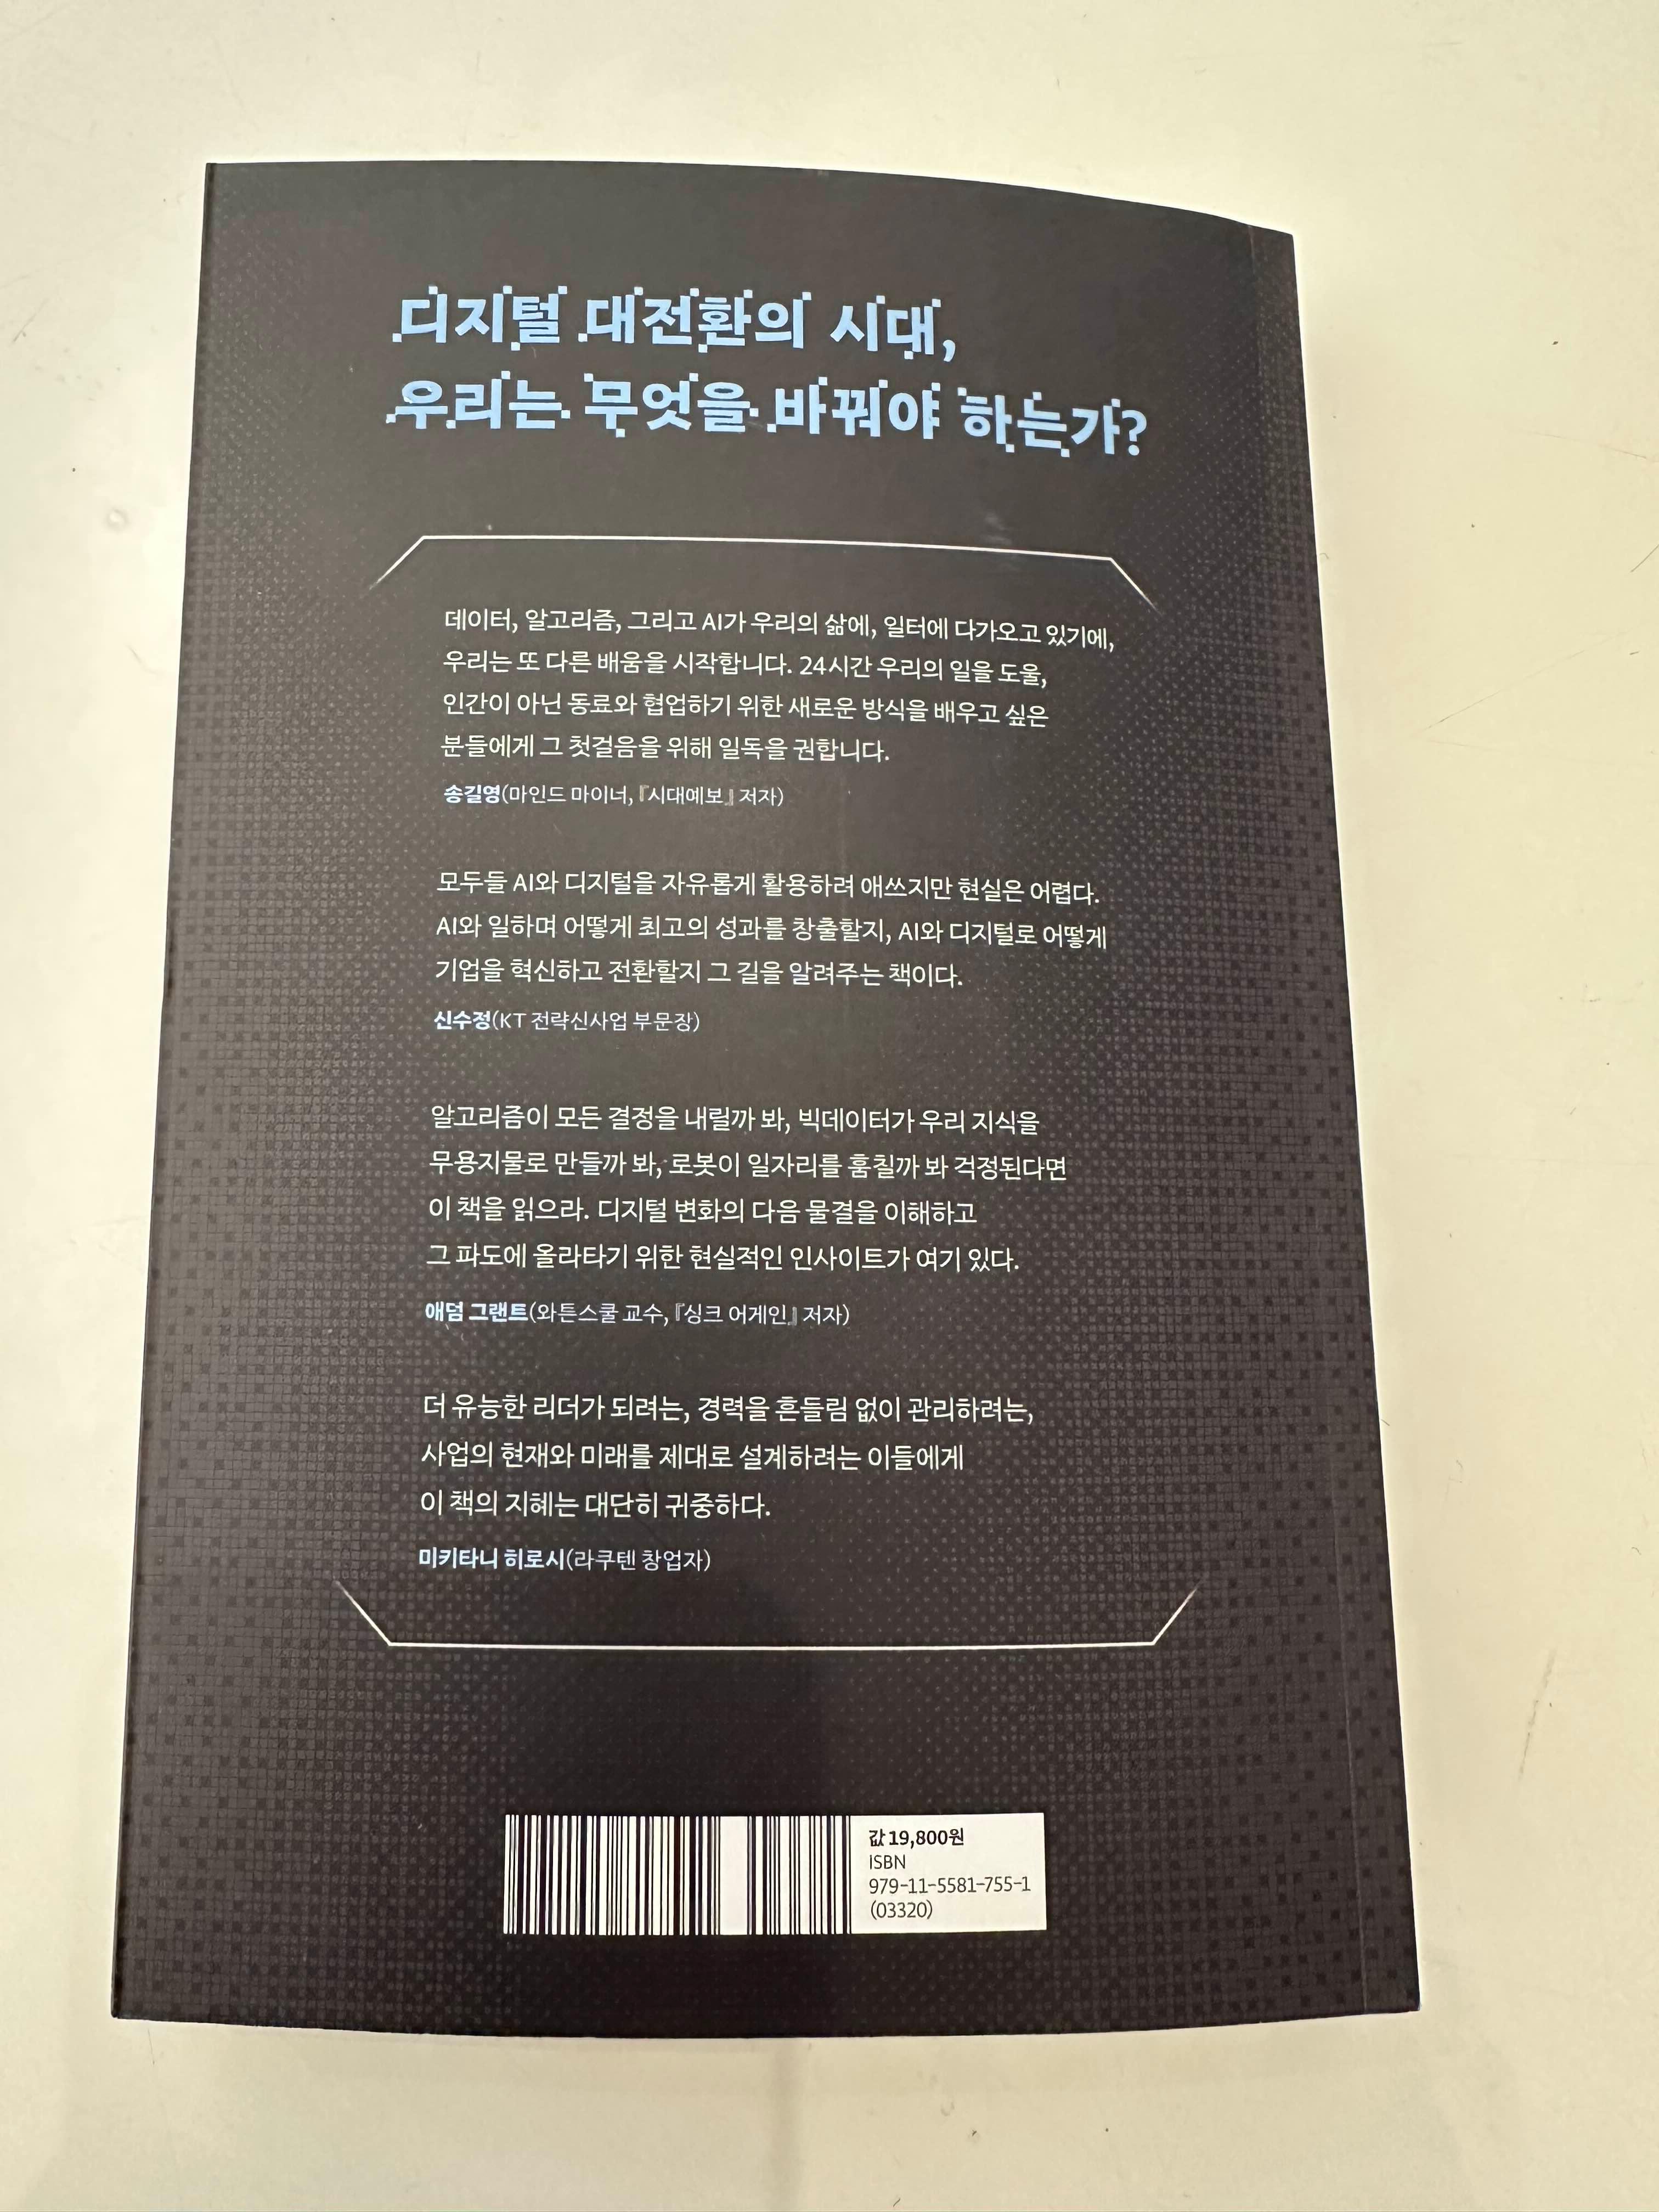 디지털 대전환의 시대,
우리는 무엇을 바꿔야 하는가?
데이터, 알고리즘, 그리고 AI가 우리의 삶에, 일터에 다가오고 있기에,
우리는 또 다른 배움을 시작합니다. 24시간 우리의 일을 도울,
인간이 아닌 동료와 협업하기 위한 새로운 방식을 배우고 싶은
분들에게 그 첫걸음을 위해 일독을 권합니다.
송길영(마인드 마이너, 『시대예보』 저자)
모두들 AI와 디지털을 자유롭게 활용하려 애쓰지만 현실은 어렵다.
AI와 일하며 어떻게 최고의 성과를 창출할지, AI와 디지털로 어떻게
기업을 혁신하고 전환할지 그 길을 알려주는 책이다.
신수정(KT 전략신사업 부문장)
알고리즘이 모든 결정을 내릴까 봐, 빅데이터가 우리 지식을
무용지물로 만들까 봐, 로봇이 일자리를 훔칠까 봐 걱정된다면
이 책을 읽으라. 디지털 변화의 다음 물결을 이해하고
그 파도에 올라타기 위한 현실적인 인사이트가 여기 있다.
애덤 그랜트(와튼스쿨 교수, 『싱크 어게인』 저자)
더 유능한 리더가 되려는, 경력을 흔들림 없이 관리하려는,
사업의 현재와 미래를 제대로 설계하려는 이들에게
이 책의 지혜는 대단히 귀중하다.
미키타니 히로시(라쿠텐 창업자)
값 19,800원
ISBN
979-11-5581-755-1
(03320)